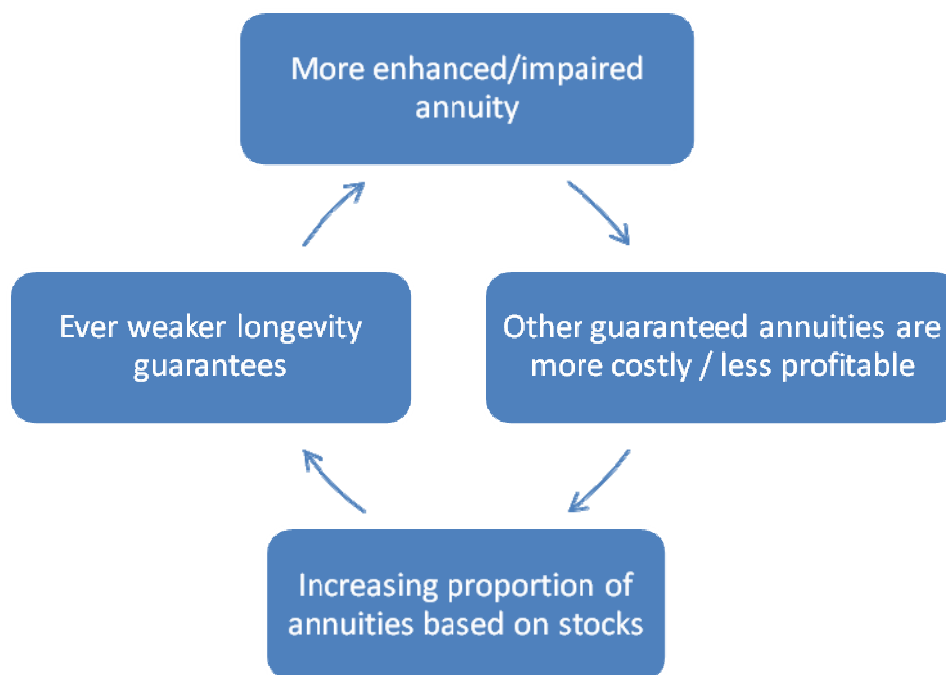 More enhanced/impaired
annuity
Ever weaker longevity
guarantees
Other guaranteed annuities are
more costly / less profitable
Increasing proportion of
annuities based on stocks